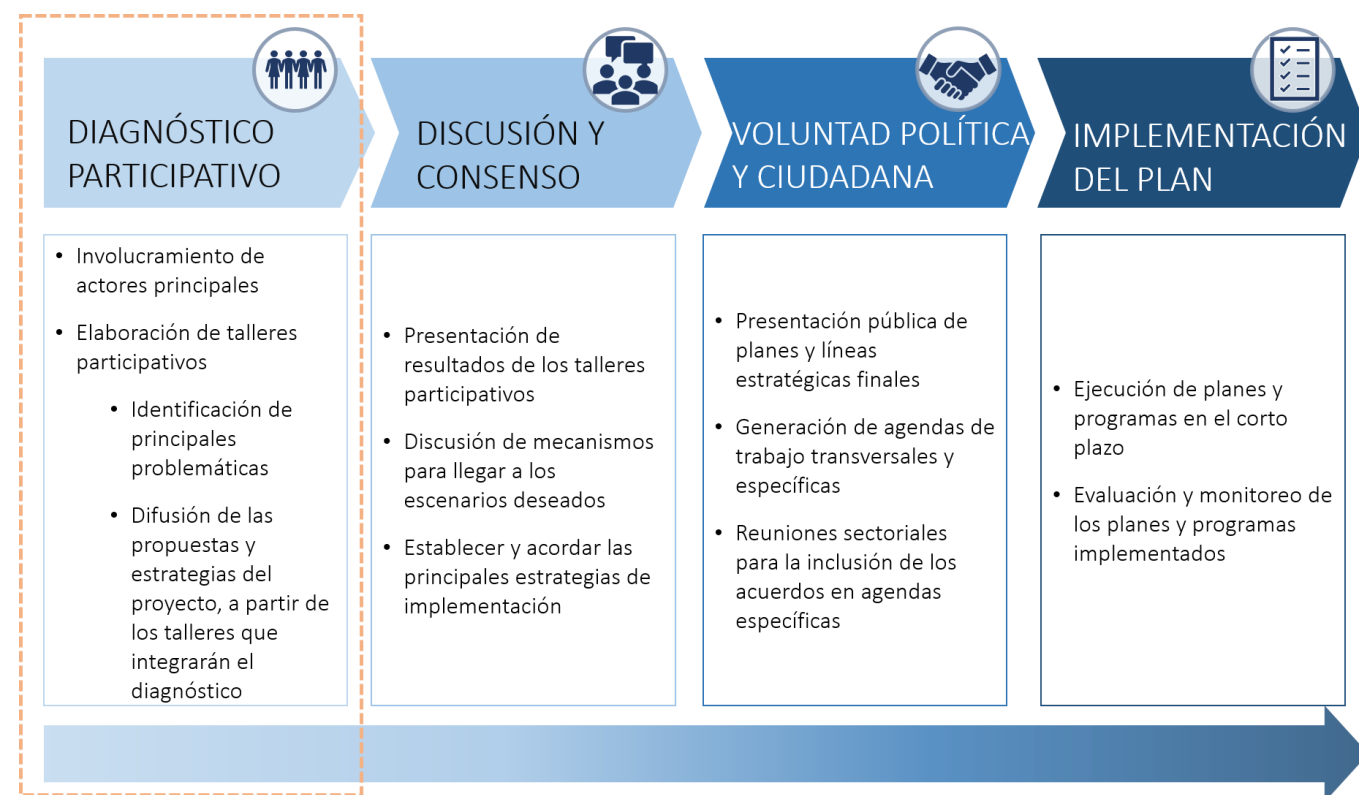 DIAGNÓSTICO
PARTICIPATIVO
• Involucramiento de
actores principales
• Elaboración de talleres
participativos
• Identificación de
principales
problemáticas
• Difusión de las
propuestas y
estrategias del
proyecto, a partir de
los talleres que
integrarán el
diagnóstico
DISCUSIÓN Y
CONSENSO
• Presentación de
resultados de los talleres
participativos
• Discusión de mecanismos
para llegar a los
escenarios deseados
• Establecer y acordar las
principales estrategias de
implementación
VOLUNTAD POLÍTICA
Y CIUDADANA
• Presentación pública de
planes y líneas
estratégicas finales
• Generación de agendas de
trabajo transversales y
específicas
• Reuniones sectoriales
para la inclusión de los
acuerdos en agendas
específicas
IMPLEMENTACIÓN
DEL PLAN
• Ejecución de planes y
programas en el corto
plazo
• Evaluación y monitoreo de
los planes y programas
implementados